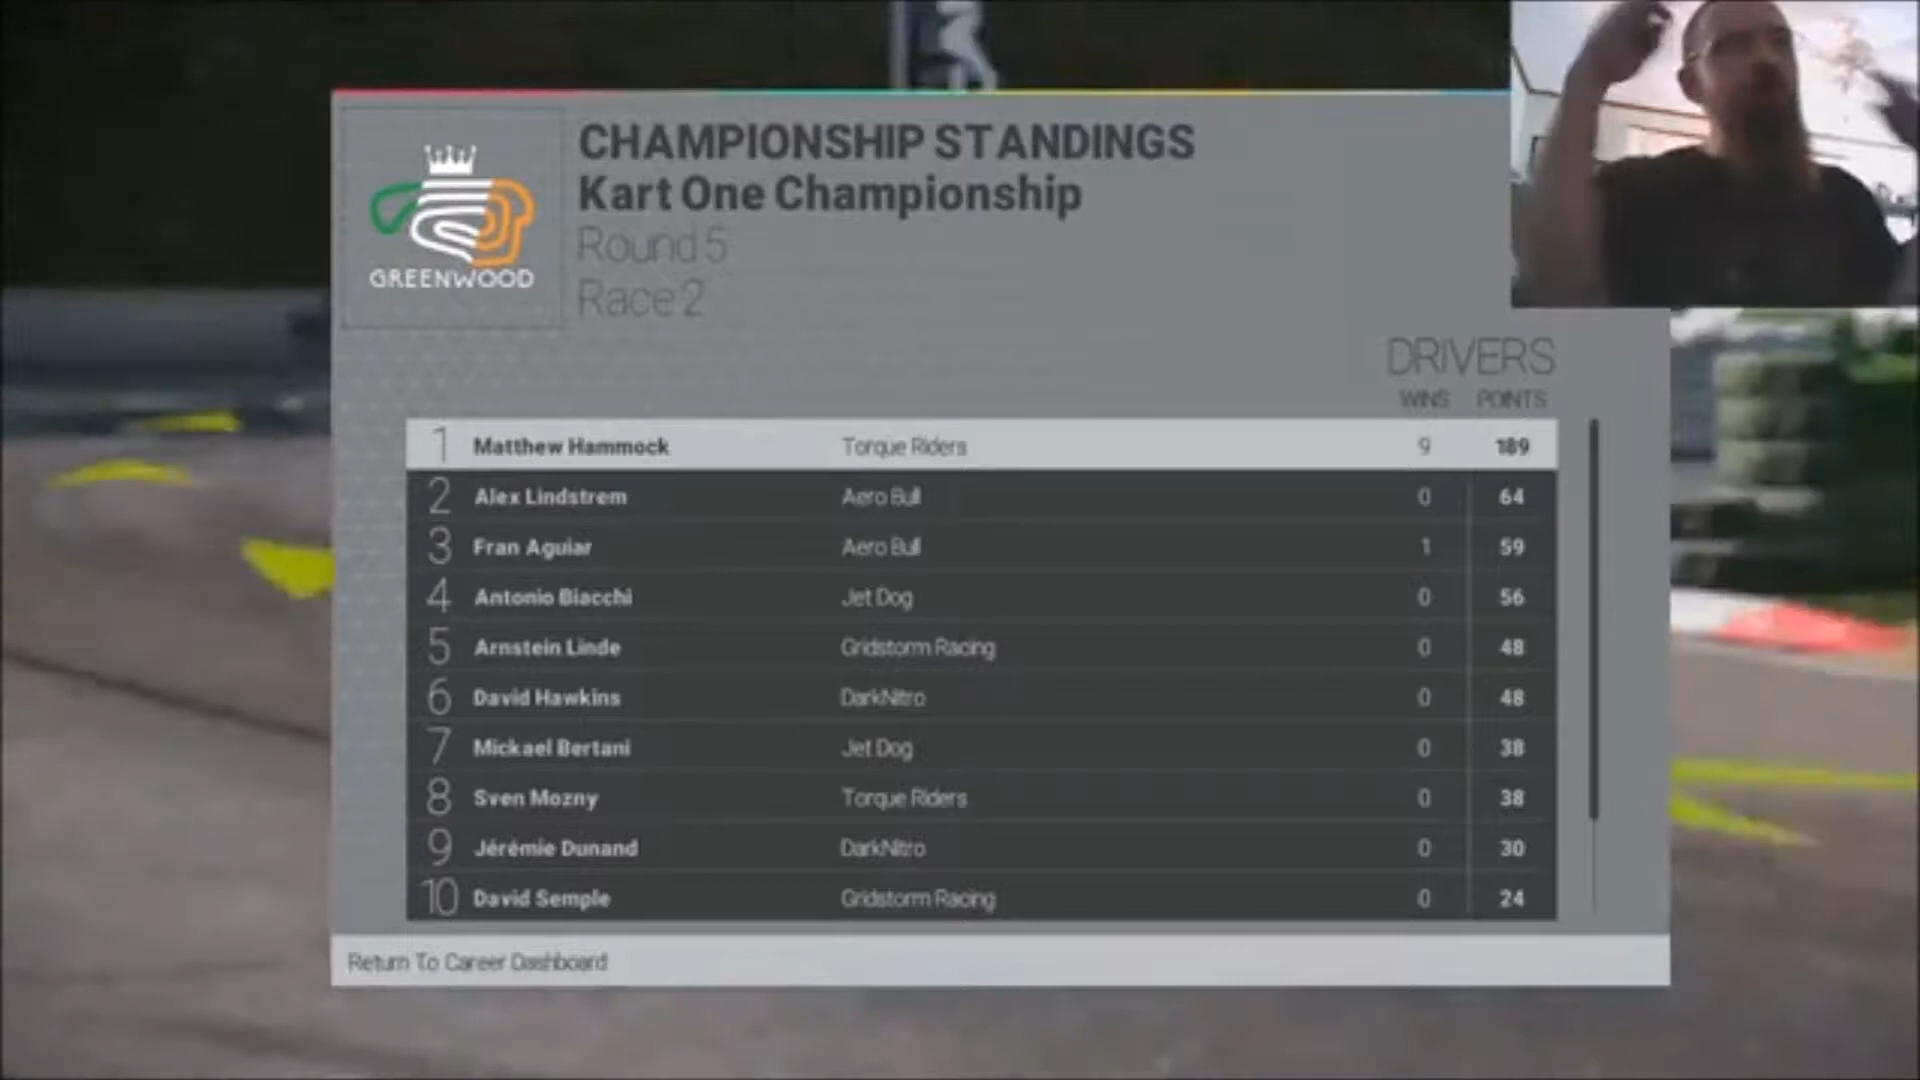 GREENWOOD
CHAMPIONSHIP STANDINGS
Kart One Championship
Round 5
Race 2
DRIVERS
WINS POINTS
1 Matthew Hammock Torque Riders 9 189
2 Alex Lindstrem Aero Bull 0 64
3 Fran Aguiar Aero Bull 1 59
4 Antonio Biacchi Jet Dog 0 56
5 Arnstein Linde Gridstorm Racing 0 48
6 David Hawkins DarkNitro 0 48
7 Mickael Bertani Jet Dog 0 38
8 Sven Mozny Torque Riders 0 38
9 Jérémie Dunand DarkNitro 0 30
10 David Semple Gridstorm Racing 0 24
Return To Career Dashboard